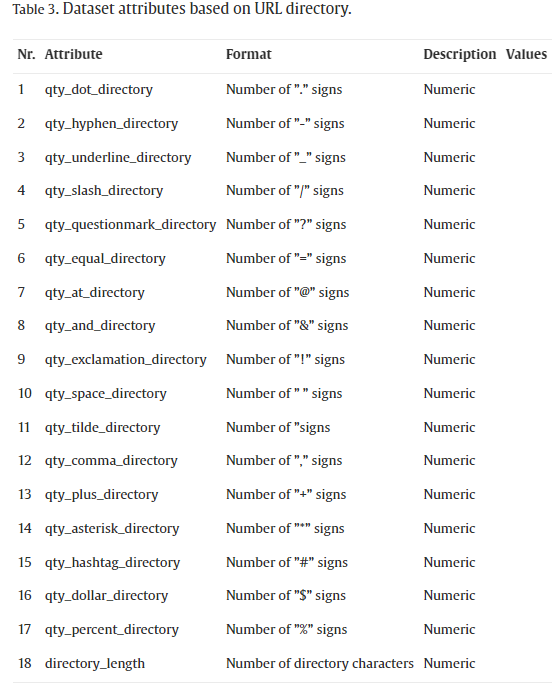 Table 3. Dataset attributes based on URL directory.
Nr. Attribute Format Description Values
1 qty_dot_directory Number of ”.” signs Numeric
2 qty_hyphen_directory Number of ”-” signs Numeric
3 qty_underline_directory Number of ”_” signs Numeric
4 qty_slash_directory Number of ”/” signs Numeric
5 qty_questionmark_directory Number of ”?” signs Numeric
6 qty_equal_directory Number of ”=” signs Numeric
7 qty_at_directory Number of ”@” signs Numeric
8 qty_and_directory Number of ”&” signs Numeric
9 qty_exclamation_directory Number of ”!” signs Numeric
10 qty_space_directory Number of ” ” signs Numeric
11 qty_tilde_directory Number of ”signs Numeric
12 qty_comma_directory Number of ”,” signs Numeric
13 qty_plus_directory Number of ”+” signs Numeric
14 qty_asterisk_directory Number of ”*” signs Numeric
15 qty_hashtag_directory Number of ”#” signs Numeric
16 qty_dollar_directory Number of ”$” signs Numeric
17 qty_percent_directory Number of ”%” signs Numeric
18 directory_length Number of directory characters Numeric